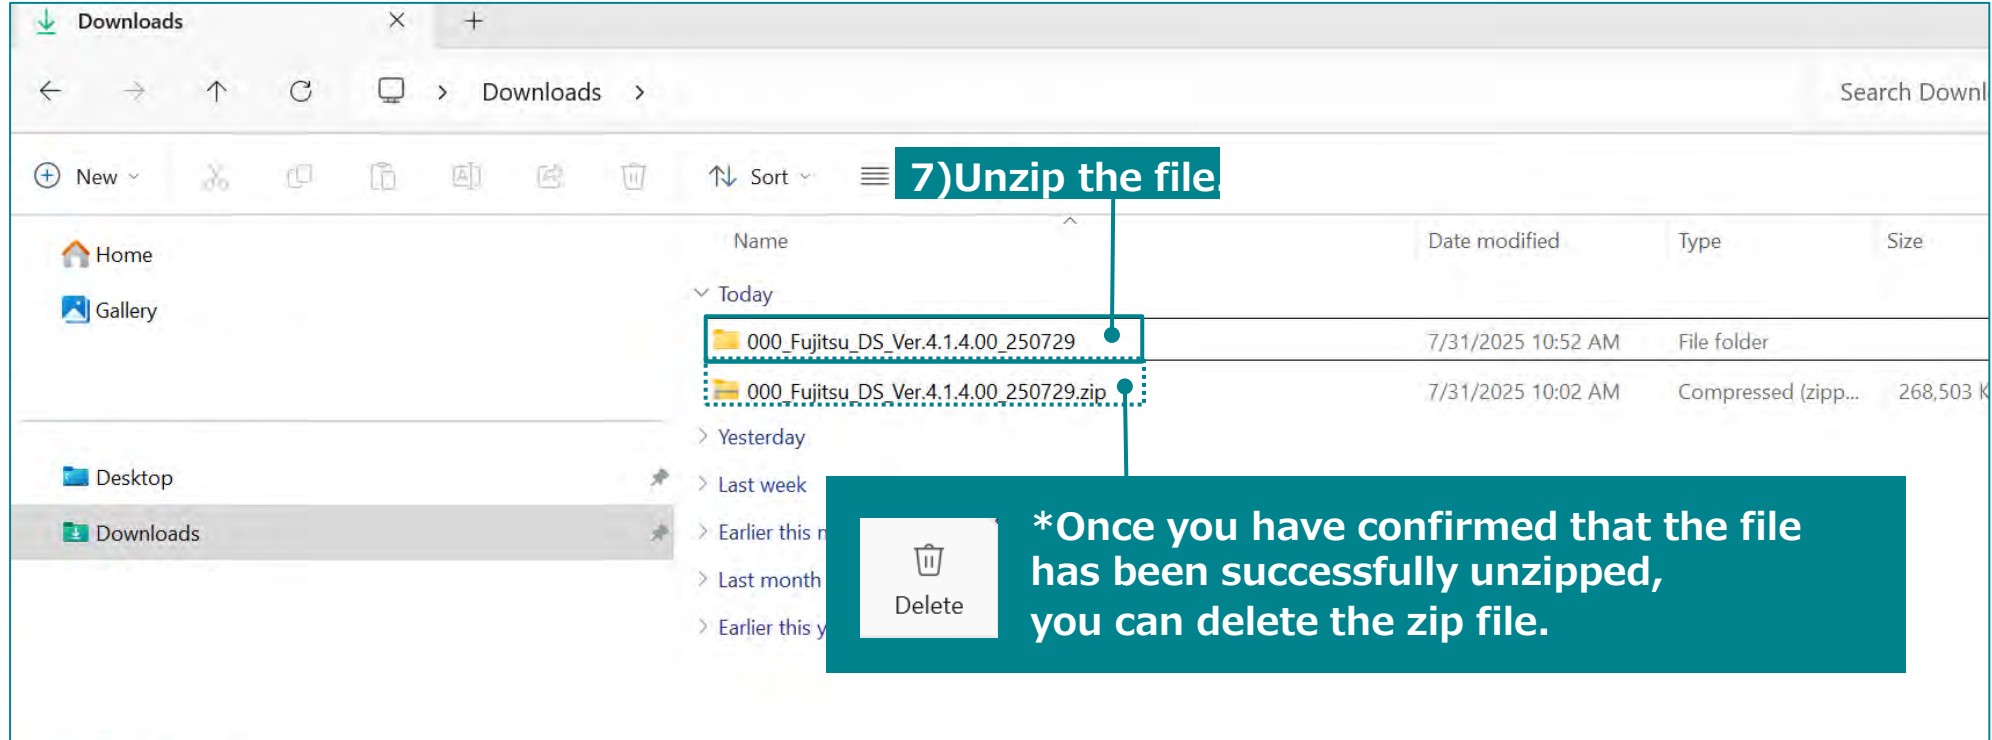 Downloads
Downloads
Search Downl
New
Sort
7)Unzip the file.
Name
Date modified
Type
Size
Home
Gallery
Today
000_Fujitsu_DS_Ver.4.1.4.00_250729
7/31/2025 10:52 AM
File folder
000_Fujitsu_DS_Ver.4.1.4.00_250729.zip
7/31/2025 10:02 AM
Compressed (zipp...
268,503 K
Yesterday
Desktop
Last week
Downloads
Earlier this
Last month
Earlier this y
Delete
*Once you have confirmed that the file
has been successfully unzipped,
you can delete the zip file.